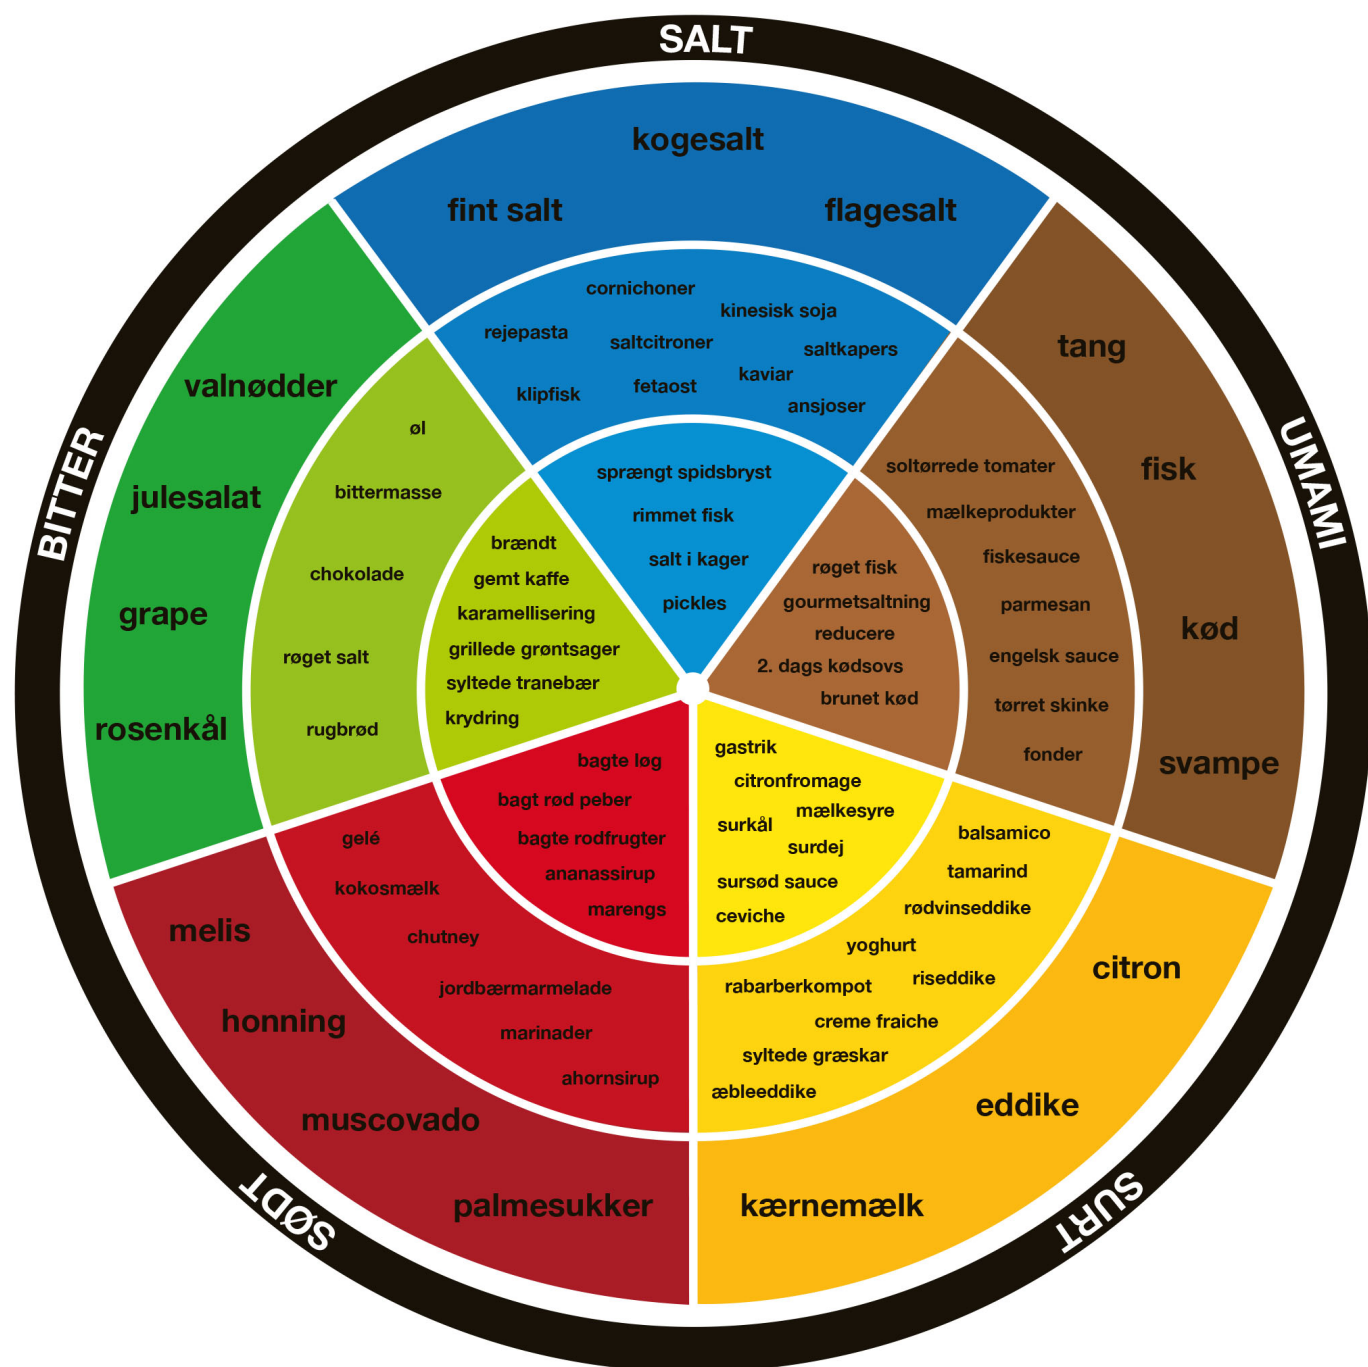 SALT
kogesalt
fint salt
flagesalt
cornichoner
kinesisk soja
rejepasta
saltcitroner
saltkapers
kaviar
klipfisk
fetaost
ansjoser
sprængt spidsbryst
rimmet fisk
salt i kager
pickles
UMAMI
tang
fisk
kød
svampe
soltørrede tomater
mælkeprodukter
fiskesauce
parmesan
engelsk sauce
tørret skinke
fonder
røget fisk
gourmetsaltning
reducere
2. dags kødsovs
brunet kød
SURT
citron
eddike
kærnemælk
balsamico
tamarind
rødvinseddike
yoghurt
riseddike
rabarberkompot
creme fraiche
syltede græskar
æbleeddike
gastrik
citronfromage
mælkesyre
surkål
surdej
sursød sauce
ceviche
SØDT
melis
honning
muscovado
palmesukker
gelé
kokosmælk
chutney
jordbærmarmelade
marinader
ahornsirup
bagte løg
bagt rød peber
bagte rodfrugter
ananassirup
marengs
BITTER
valnødder
julesalat
grape
rosenkål
øl
bittermasse
chokolade
røget salt
rugbrød
brændt
gemt kaffe
karamellisering
grillede grøntsager
syltede tranebær
krydring